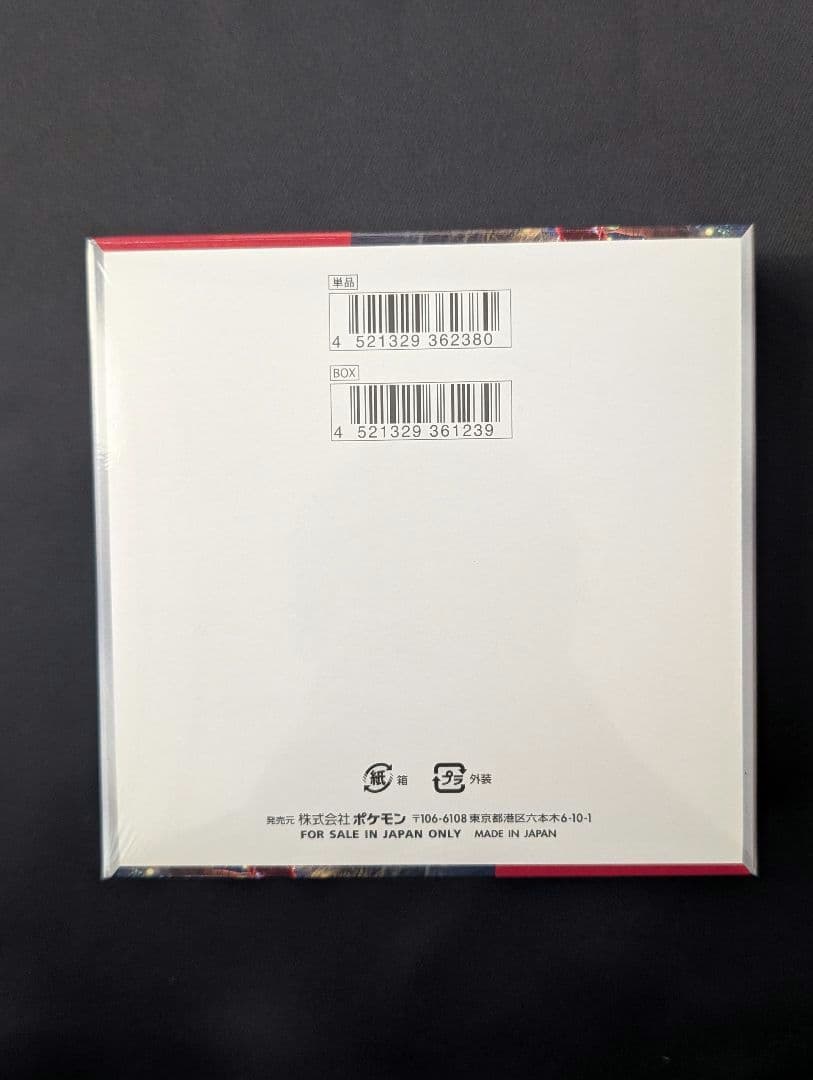 単品
4 521329 362380
BOX
4 521329 361239
紙 箱 プラ 外装
発売元 株式会社 ポケモン 〒106-6108 東京都港区六本木6-10-1
FOR SALE IN JAPAN ONLY MADE IN JAPAN